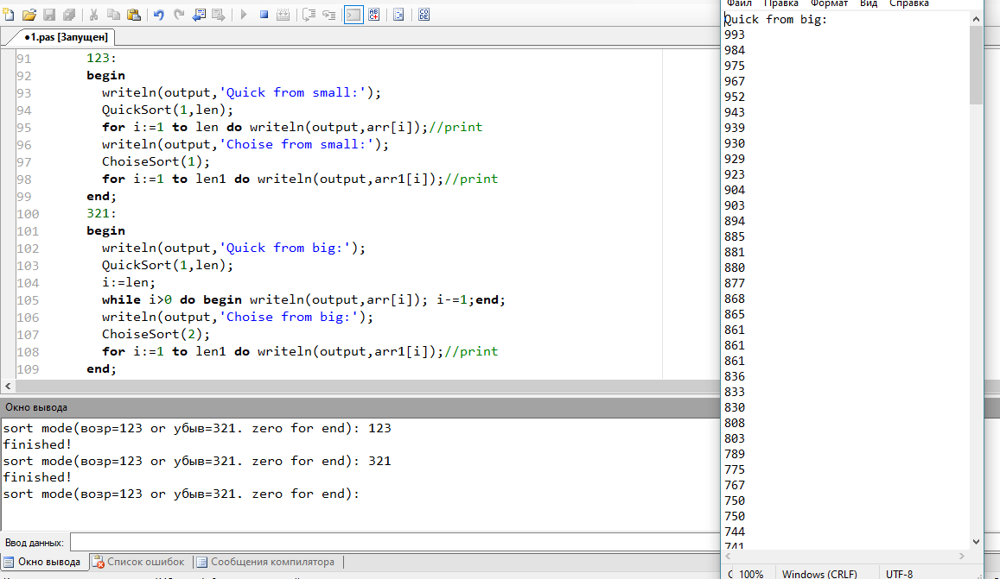 ●1.pas [Запущен]
91 123:
92 begin
93 writeln(output,'Quick from small:');
94 QuickSort(1,len);
95 for i:=1 to len do writeln(output,arr[i]);//print
96 writeln(output,'Choise from small:');
97 ChoiseSort(1);
98 for i:=1 to len1 do writeln(output,arr1[i]);//print
99 end;
100 321:
101 begin
102 writeln(output,'Quick from big:');
103 QuickSort(1,len);
104 i:=len;
105 while i>0 do begin writeln(output,arr[i]); i-=1;end;
106 writeln(output,'Choise from big:');
107 ChoiseSort(2);
108 for i:=1 to len1 do writeln(output,arr1[i]);//print
109 end;
Окно вывода
sort mode(возр=123 or убыв=321. zero for end): 123
finished!
sort mode(возр=123 or убыв=321. zero for end): 321
finished!
sort mode(возр=123 or убыв=321. zero for end):
Ввод данных:
Окно вывода Список ошибок Сообщения компилятора
Файл Правка Формат Вид Справка
Quick from big:
993
984
975
967
952
943
939
930
929
923
904
903
894
885
881
880
877
868
865
861
861
861
836
833
830
808
803
789
775
767
750
750
744
741
100% Windows (CRLF) UTF-8